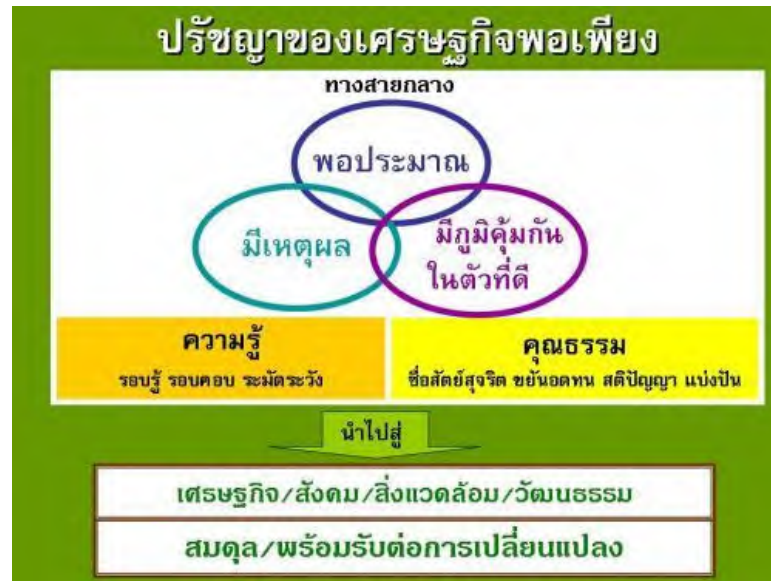 ปรัชญาของเศรษฐกิจพอเพียง
ทางสายกลาง
พอประมาณ
มีเหตุผล
มีภูมิคุ้มกัน
ในตัวที่ดี
ความรู้
รอบรู้ รอบคอบ ระมัดระวัง
คุณธรรม
ซื่อสัตย์สุจริต ขยันอดทน สติปัญญา แบ่งปัน
นำไปสู่
เศรษฐกิจ/สังคม/สิ่งแวดล้อม/วัฒนธรรม
สมดุล/พร้อมรับต่อการเปลี่ยนแปลง